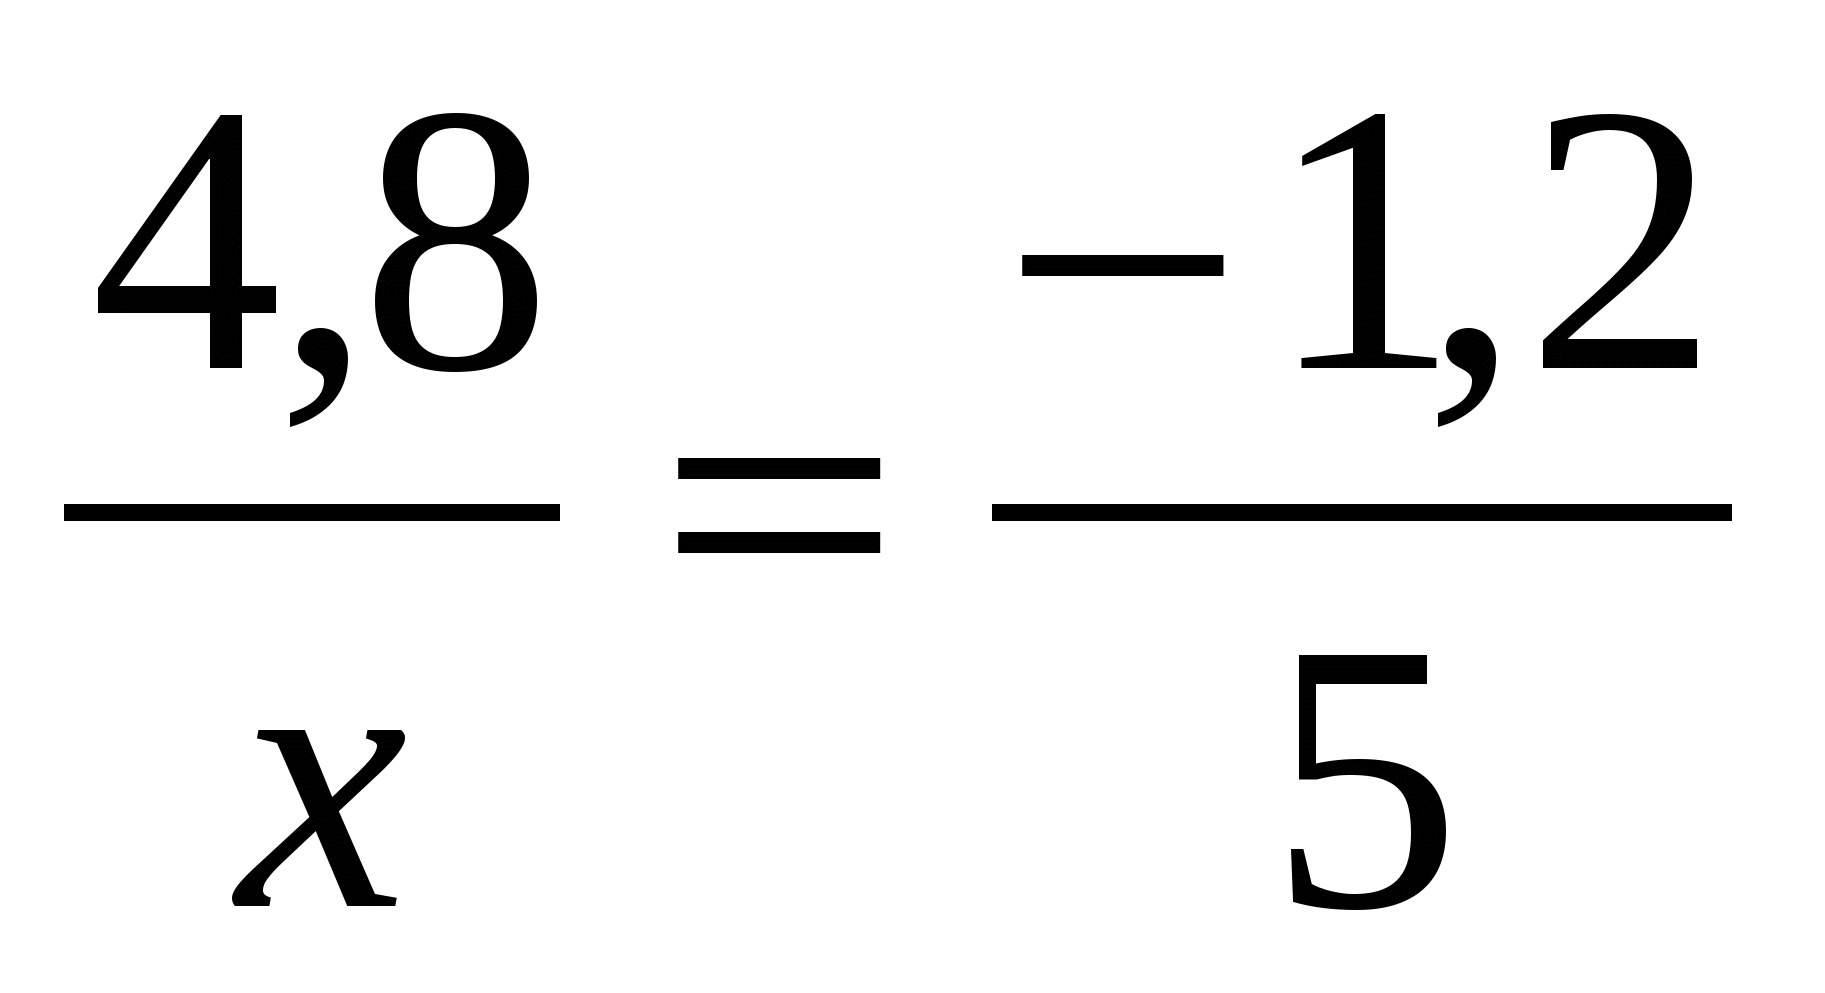 4,8/x = −1,2/5